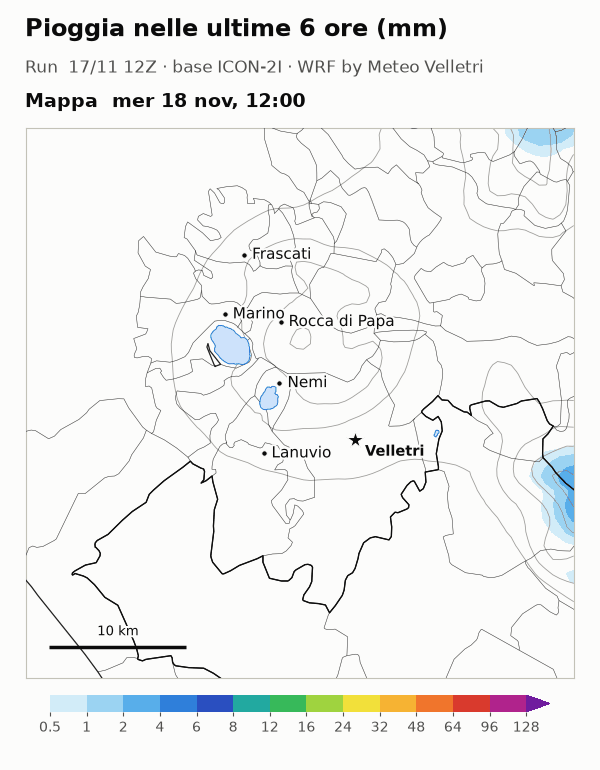 Pioggia nelle ultime 6 ore (mm)
Run  17/11 12Z · base ICON-2I · WRF by Meteo Velletri
Mappa  mer 18 nov, 12:00
Frascati
Marino
Rocca di Papa
Nemi
Velletri
Lanuvio
10 km
0.5 1 2 4 6 8 12 16 24 32 48 64 96 128